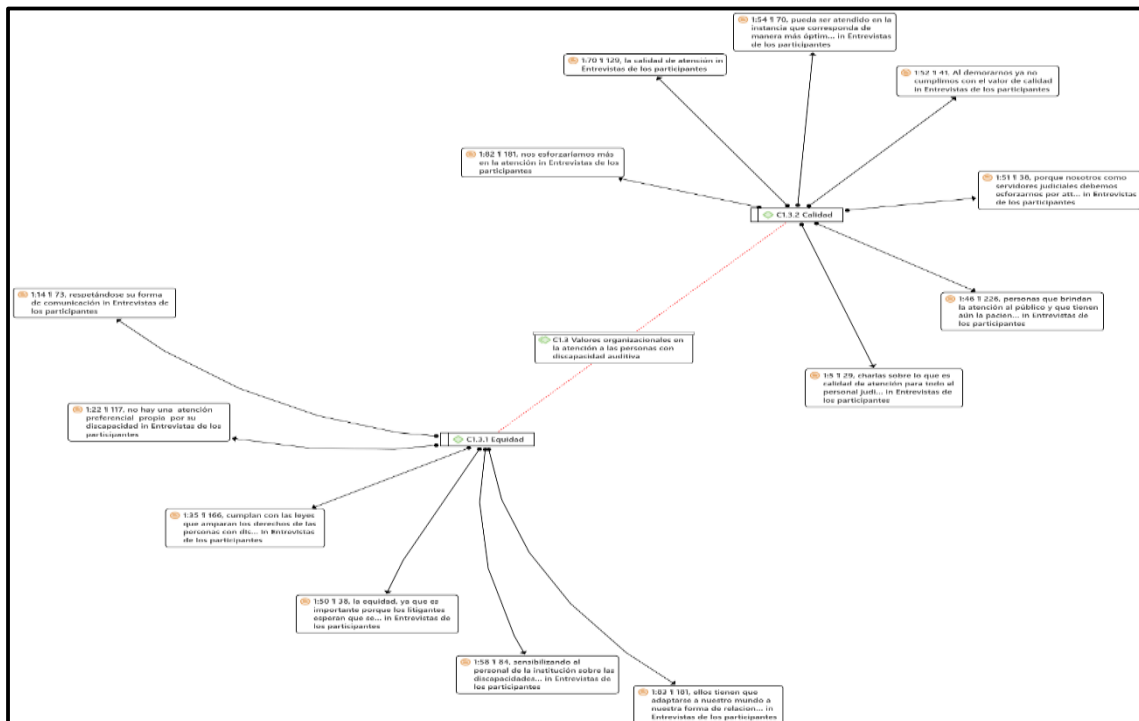 1:54 ¶ 70, pueda ser atendido en la
instancia que corresponda de
manera más óptim... in Entrevistas
de los participantes
1:70 ¶ 129, la calidad de atención in
Entrevistas de los participantes
1:52 ¶ 41, Al demorarnos ya no
cumplimos con el valor de calidad
in Entrevistas de los participantes
1:82 ¶ 181, nos esforzaríamos más
en la atención in Entrevistas de los
participantes
1:51 ¶ 38, porque nosotros como
servidores judiciales debemos
esforzarnos por att... in Entrevistas
de los participantes
C1.3.2 Calidad
1:46 ¶ 228, personas que brindan
la atención al público y que tienen
aún la pacien... in Entrevistas de
los participantes
1:14 ¶ 73, respetándose su forma
de comunicación in Entrevistas de
los participantes
C1.3 Valores organizacionales en
la atención a las personas con
discapacidad auditiva
1:5 ¶ 29, charlas sobre lo que es
calidad de atención para todo el
personal judi... in Entrevistas de
los participantes
1:22 ¶ 117, no hay una atención
preferencial propia por su
discapacidad in Entrevistas de los
participantes
C1.3.1 Equidad
1:35 ¶ 166, cumplan con las leyes
que amparan los derechos de las
personas con dis... in Entrevistas
de los participantes
1:50 ¶ 38, la equidad, ya que es
importante porque los litigantes
esperan que se... in Entrevistas de
los participantes
1:58 ¶ 84, sensibilizando al
personal de la institución sobre las
discapacidades... in Entrevistas de
los participantes
1:83 ¶ 181, ellos tienen que
adaptarse a nuestro mundo a
nuestra forma de relacion... in
Entrevistas de los participantes